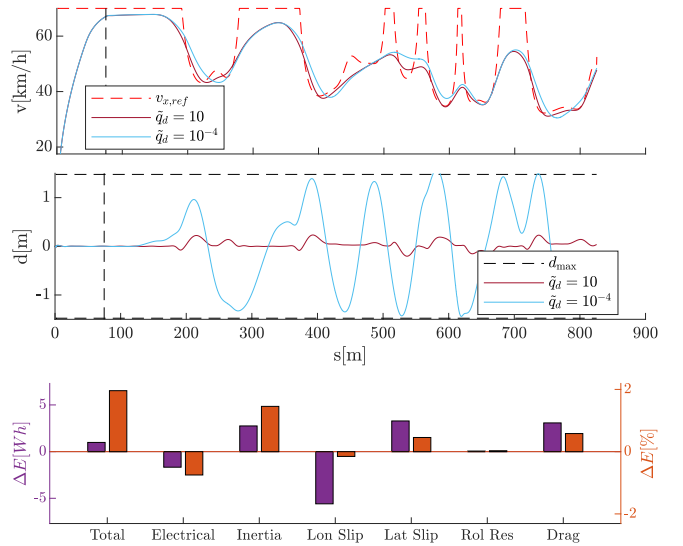 v[km/h]
60
40
20
v_{x,ref}
q̃_d = 10
q̃_d = 10^{-4}
d[m]
1
0
-1
d_{max}
q̃_d = 10
q̃_d = 10^{-4}
0 100 200 300 400 500 600 700 800 900
s[m]
ΔE[Wh]
5
0
-5
2
0
-2
ΔE[%]
Total Electrical Inertia Lon Slip Lat Slip Rol Res Drag